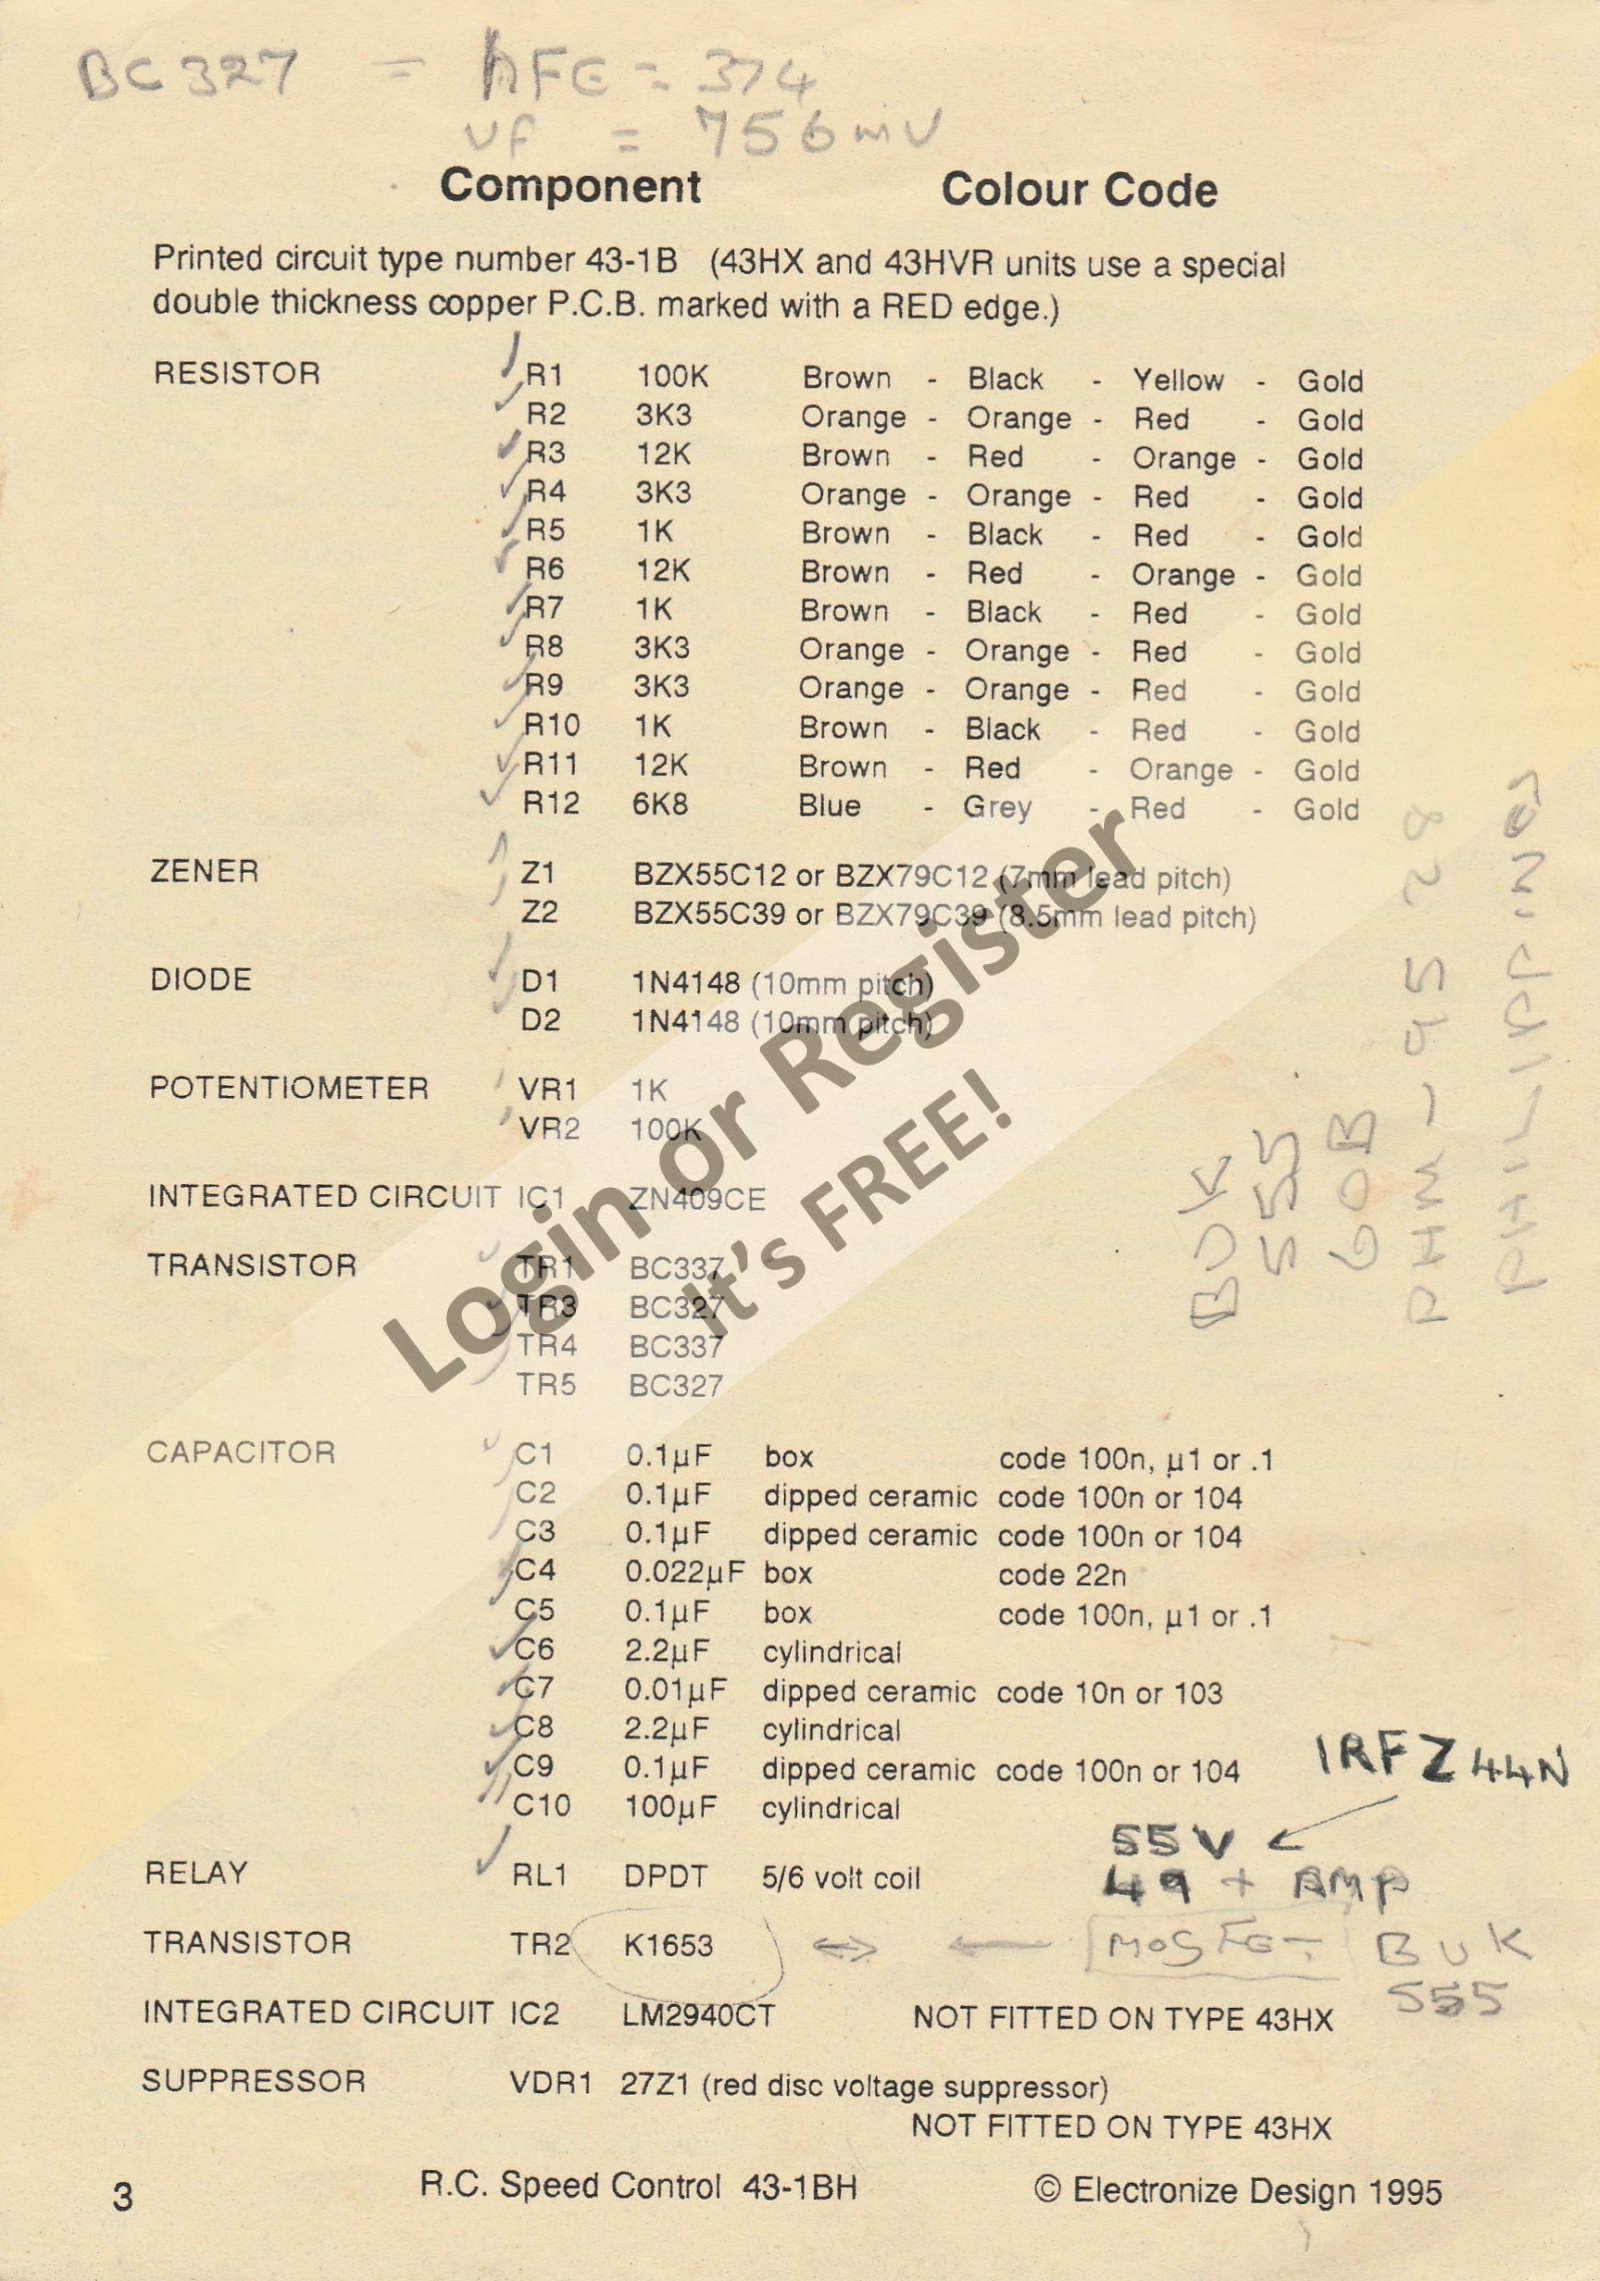 BC327 = hFE = 374
VF = 756mV
Component Colour Code
Printed circuit type number 43-1B (43HX and 43HVR units use a special
double thickness copper P.C.B. marked with a RED edge.)
RESISTOR R1 100K Brown - Black - Yellow - Gold
R2 3K3 Orange - Orange - Red - Gold
R3 12K Brown - Red - Orange - Gold
R4 3K3 Orange - Orange - Red - Gold
R5 1K Brown - Black - Red - Gold
R6 12K Brown - Red - Orange - Gold
R7 1K Brown - Black - Red - Gold
R8 3K3 Orange - Orange - Red - Gold
R9 3K3 Orange - Orange - Red - Gold
R10 1K Brown - Black - Red - Gold
R11 12K Brown - Red - Orange - Gold
R12 6K8 Blue - Grey - Red - Gold
ZENER Z1 BZX55C12 or BZX79C12 (7mm lead pitch)
Z2 BZX55C39 or BZX79C39 (8.5mm lead pitch)
DIODE D1 1N4148 (10mm pitch)
D2 1N4148 (10mm pitch)
POTENTIOMETER VR1 1K
VR2 100K
INTEGRATED CIRCUIT IC1 ZN409CE
TRANSISTOR TR1 BC337
TR3 BC327
TR4 BC337
TR5 BC327
BUK
555
60B
PHM-9528
Login or Register
It's FREE!
CAPACITOR C1 0.1µF box code 100n, µ1 or .1
C2 0.1µF dipped ceramic code 100n or 104
C3 0.1µF dipped ceramic code 100n or 104
C4 0.022µF box code 22n
C5 0.1µF box code 100n, µ1 or .1
C6 2.2µF cylindrical
C7 0.01µF dipped ceramic code 10n or 103
C8 2.2µF cylindrical
C9 0.1µF dipped ceramic code 100n or 104
C10 100µF cylindrical
IRFZ44N
55V
49 + AMP
RELAY RL1 DPDT 5/6 volt coil
TRANSISTOR TR2 K1653 MOSFET BUK
555
INTEGRATED CIRCUIT IC2 LM2940CT NOT FITTED ON TYPE 43HX
SUPPRESSOR VDR1 27Z1 (red disc voltage suppressor)
NOT FITTED ON TYPE 43HX
3 R.C. Speed Control 43-1BH © Electronize Design 1995